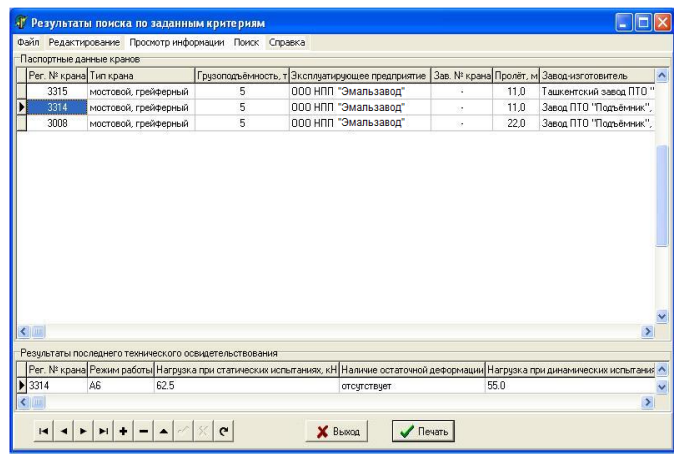 Результаты поиска по заданным критериям
Файл Редактирование Просмотр информации Поиск Справка
Паспортные данные кранов
Рег. № крана Тип крана Грузоподъёмность, т Эксплуатирующее предприятие Зав. № крана Пролёт, м Завод-изготовитель
3315 мостовой, грейферный 5 ООО НПП "Эмальзавод" - 11,0 Ташкентский завод ПТО "
3314 мостовой, грейферный 5 ООО НПП "Эмальзавод" - 11,0 Завод ПТО "Подъёмник",
3008 мостовой, грейферный 5 ООО НПП "Эмальзавод" - 22,0 Завод ПТО "Подъёмник",
Результаты последнего технического освидетельствования
Рег. № крана Режим работы Нагрузка при статических испытаниях, кН Наличие остаточной деформации Нагрузка при динамических испытания
3314 А6 62.5 отсутствует 55.0
Выход Печать